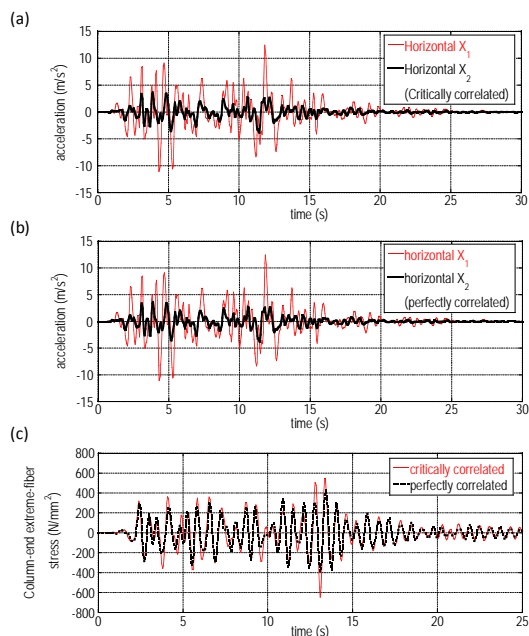 (a)
15
10
5
0
-5
-10
-15
acceleration (m/s²)
Horizontal X₁
Horizontal X₂
(Critically correlated)
0 5 10 15 20 25 30
time (s)
(b)
15
10
5
0
-5
-10
-15
acceleration (m/s²)
horizontal X₁
horizontal X₂
(perfectly correlated)
0 5 10 15 20 25 30
time (s)
(c)
800
600
400
200
0
-200
-400
-600
-800
Column-end extreme-fiber
stress (N/mm²)
critically correlated
perfectly correlated
0 5 10 15 20 25
time (s)